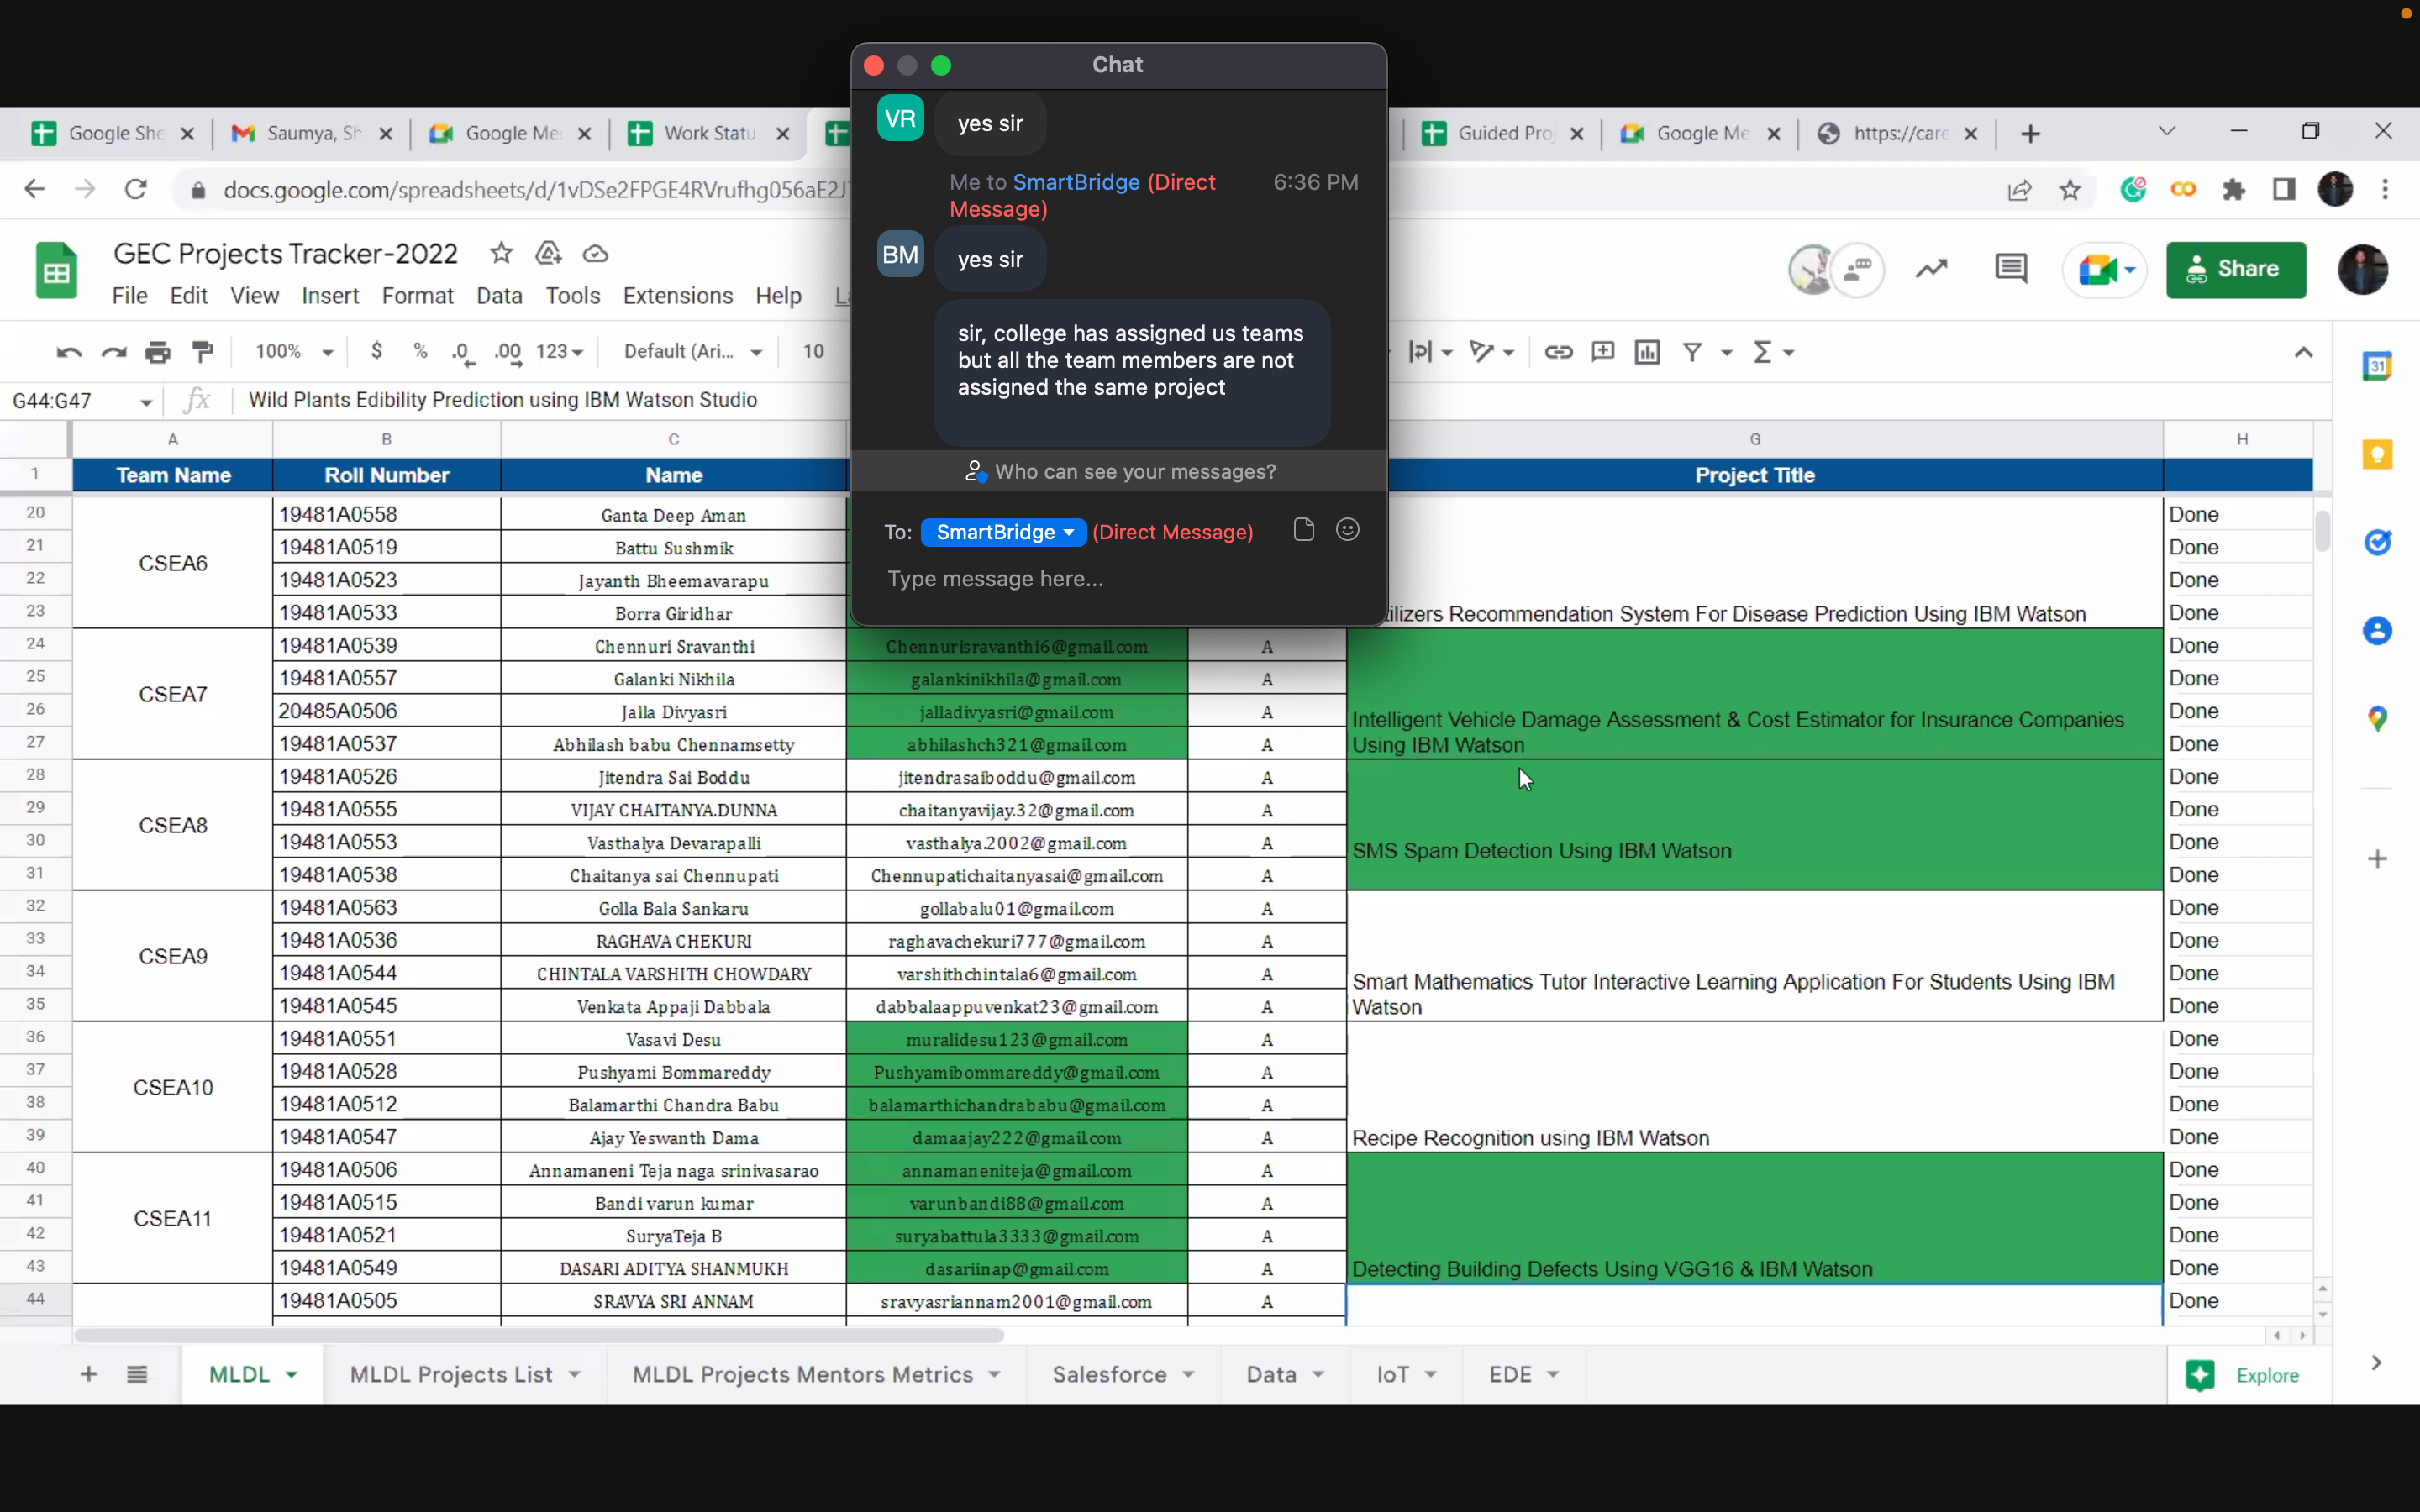 Chat
VR
yes sir
Me to SmartBridge (Direct Message) 6:36 PM
BM
yes sir
sir, college has assigned us teams
but all the team members are not
assigned the same project
Who can see your messages?
To: SmartBridge (Direct Message)
Type message here...
Google She
Saumya, Sh
Google Me
Work Statu
Guided Proj
Google Me
https://care
docs.google.com/spreadsheets/d/1vDSe2FPGE4RVrufhg056aE2J
GEC Projects Tracker-2022
Share
File Edit View Insert Format Data Tools Extensions Help
100% $ % .0 .00 123 Default (Ari... 10
31
G44:G47 fx Wild Plants Edibility Prediction using IBM Watson Studio
A B C G H
1 Team Name Roll Number Name Project Title
20 19481A0558 Ganta Deep Aman Done
21 19481A0519 Battu Sushmik Done
CSEA6
22 19481A0523 Jayanth Bheemavarapu Done
23 19481A0533 Borra Giridhar ilizers Recommendation System For Disease Prediction Using IBM Watson Done
24 19481A0539 Chennuri Sravanthi Chennurisravanthi6@gmail.com A Done
25 19481A0557 Galanki Nikhila galankinikhila@gmail.com A Done
CSEA7
26 20485A0506 Jalla Divyasri jalladivyasri@gmail.com A Done
Intelligent Vehicle Damage Assessment & Cost Estimator for Insurance Companies
Using IBM Watson
27 19481A0537 Abhilash babu Chennamsetty abhilashch321@gmail.com A Done
28 19481A0526 Jitendra Sai Boddu jitendrasaiboddu@gmail.com A Done
29 19481A0555 VIJAY CHAITANYA.DUNNA chaitanyavijay.32@gmail.com A Done
CSEA8
30 19481A0553 Vasthalya Devarapalli vasthalya.2002@gmail.com A SMS Spam Detection Using IBM Watson Done
31 19481A0538 Chaitanya sai Chennupati Chennupatichaitanyasai@gmail.com A Done
32 19481A0563 Golla Bala Sankaru gollabalu01@gmail.com A Done
33 19481A0536 RAGHAVA CHEKURI raghavachekuri777@gmail.com A Done
CSEA9
34 19481A0544 CHINTALA VARSHITH CHOWDARY varshithchintala6@gmail.com A Done
Smart Mathematics Tutor Interactive Learning Application For Students Using IBM
Watson
35 19481A0545 Venkata Appaji Dabbala dabbalaappuvenkat23@gmail.com A Done
36 19481A0551 Vasavi Desu muralidesu123@gmail.com A Done
37 19481A0528 Pushyami Bommareddy Pushyamibommareddy@gmail.com A Done
CSEA10
38 19481A0512 Balamarthi Chandra Babu balamarthichandrababu@gmail.com A Done
39 19481A0547 Ajay Yeswanth Dama damaajay222@gmail.com A Recipe Recognition using IBM Watson Done
40 19481A0506 Annamaneni Teja naga srinivasarao annamaneniteja@gmail.com A Done
41 19481A0515 Bandi varun kumar varunbandi88@gmail.com A Done
CSEA11
42 19481A0521 SuryaTeja B suryabattula3333@gmail.com A Done
43 19481A0549 DASARI ADITYA SHANMUKH dasariinap@gmail.com A Detecting Building Defects Using VGG16 & IBM Watson Done
44 19481A0505 SRAVYA SRI ANNAM sravyasriannam2001@gmail.com A Done
MLDL MLDL Projects List MLDL Projects Mentors Metrics Salesforce Data IoT EDE Explore